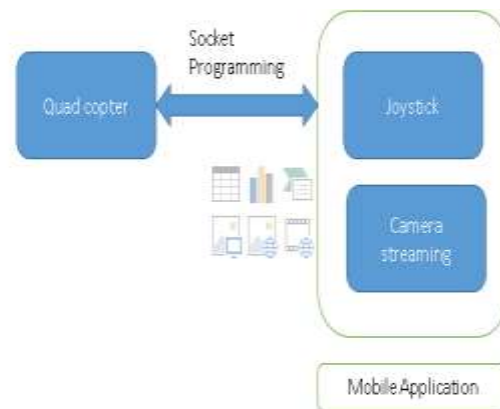 Socket
Programming
Quad copter
Joystick
Camera
streaming
Mobile Application